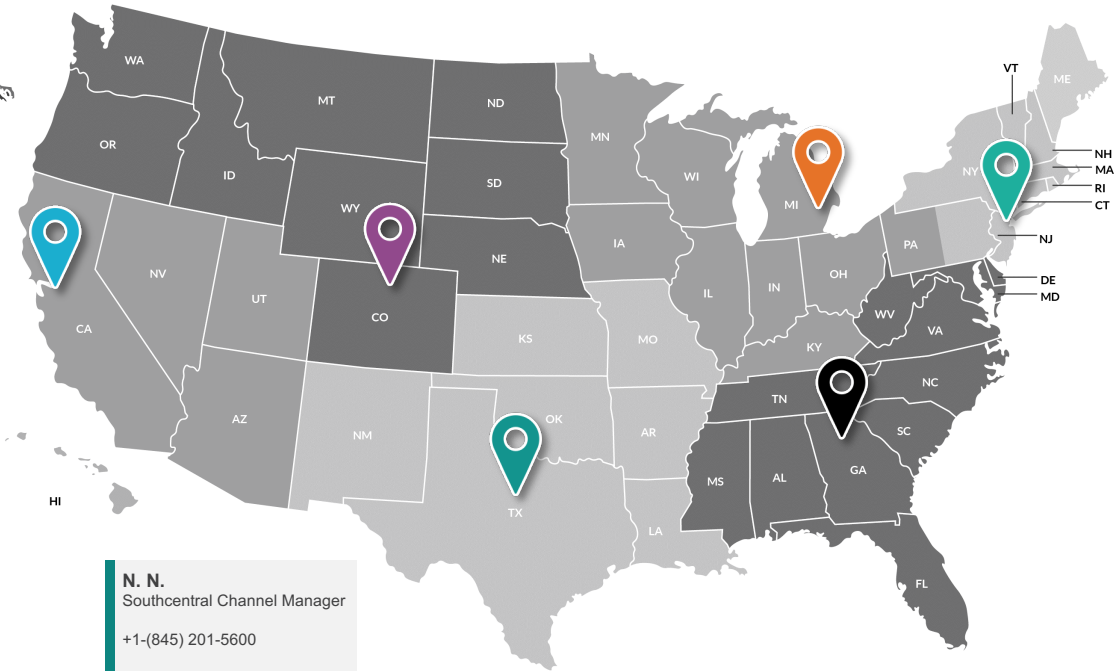 VT
WA
ME
MT
ND
MN
OR
NH
MA
NY
ID
WI
SD
RI
CT
MI
WY
NJ
IA
PA
NE
NV
OH
DE
IN
IL
UT
MD
WV
CO
VA
CA
KS
MO
KY
NC
TN
AZ
OK
SC
NM
AR
GA
AL
MS
HI
TX
LA
FL
N. N.
Southcentral Channel Manager
+1-(845) 201-5600